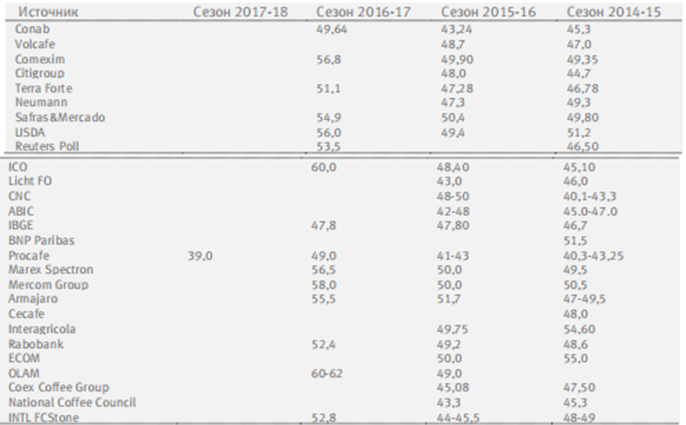 Источник Сезон 2017-18 Сезон 2016-17 Сезон 2015-16 Сезон 2014-15
Conab 49,64 43,24 45,3
Volcafe 48,7 47,0
Comexim 56,8 49,90 49,35
Citigroup 48,0 44,7
Terra Forte 51,1 47,28 46,78
Neumann 47,3 49,3
Safras&Mercado 54,9 50,4 49,80
USDA 56,0 49,4 51,2
Reuters Poll 53,5 46,50
ICO 60,0 48,40 45,10
Licht FO 43,0 46,0
CNC 48-50 40,1-43,3
ABIC 42-48 45.0-47.0
IBGE 47,8 47,80 46,7
BNP Paribas 51,5
Procafe 39,0 49,0 41-43 40,3-43,25
Marex Spectron 56,5 50,0 49,5
Mercom Group 58,0 50,0 50,5
Armajaro 55,5 51,7 47-49,5
Cecafe 48,0
Interagricola 49,75 54,60
Rabobank 52,4 49,2 48,6
ECOM 50,0 55,0
OLAM 60-62 49,0
Coex Coffee Group 45,08 47,50
National Coffee Council 43,3 45,3
INTL FCStone 52,8 44-45,5 48-49